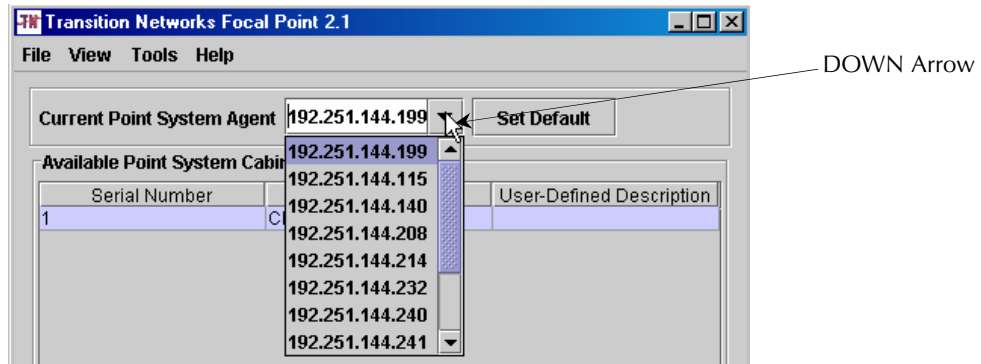 Transition Networks Focal Point 2.1
File View Tools Help
DOWN Arrow
Current Point System Agent 192.251.144.199 Set Default
192.251.144.199
Available Point System
192.251.144.115
Serial Number User-Defined Description
192.251.144.140
1
192.251.144.208
192.251.144.214
192.251.144.232
192.251.144.240
192.251.144.241